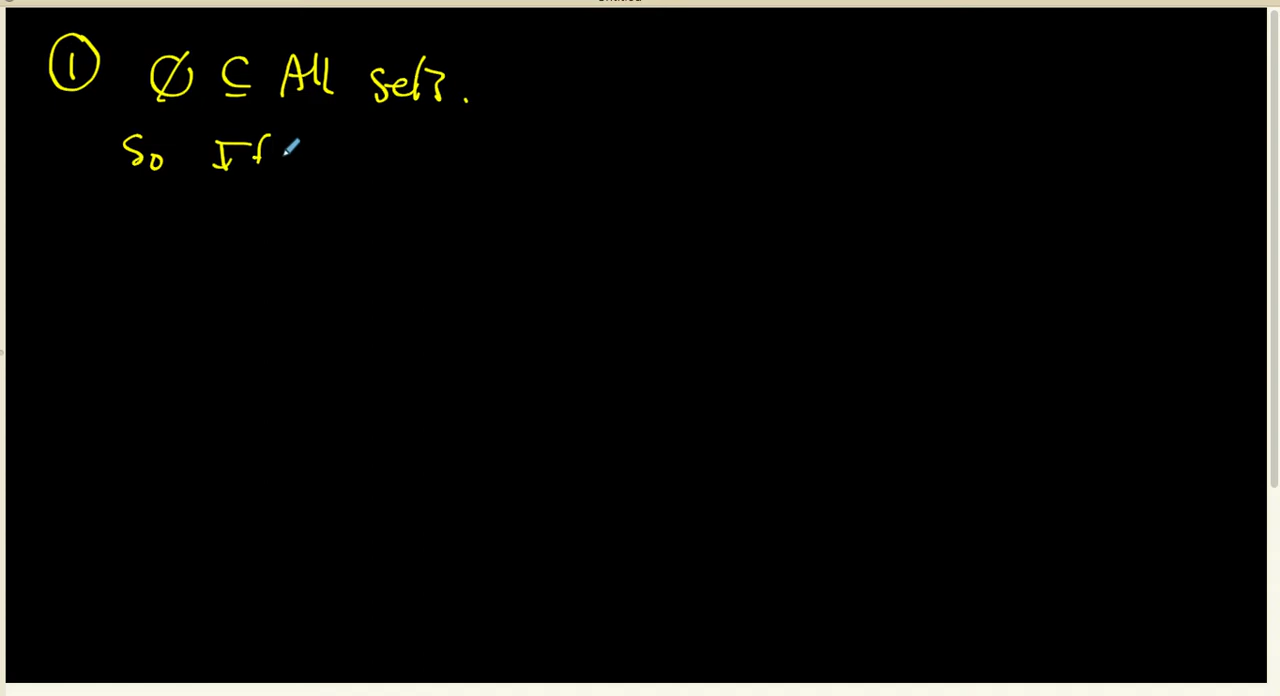 ① ∅ ⊆ All sets.
So If